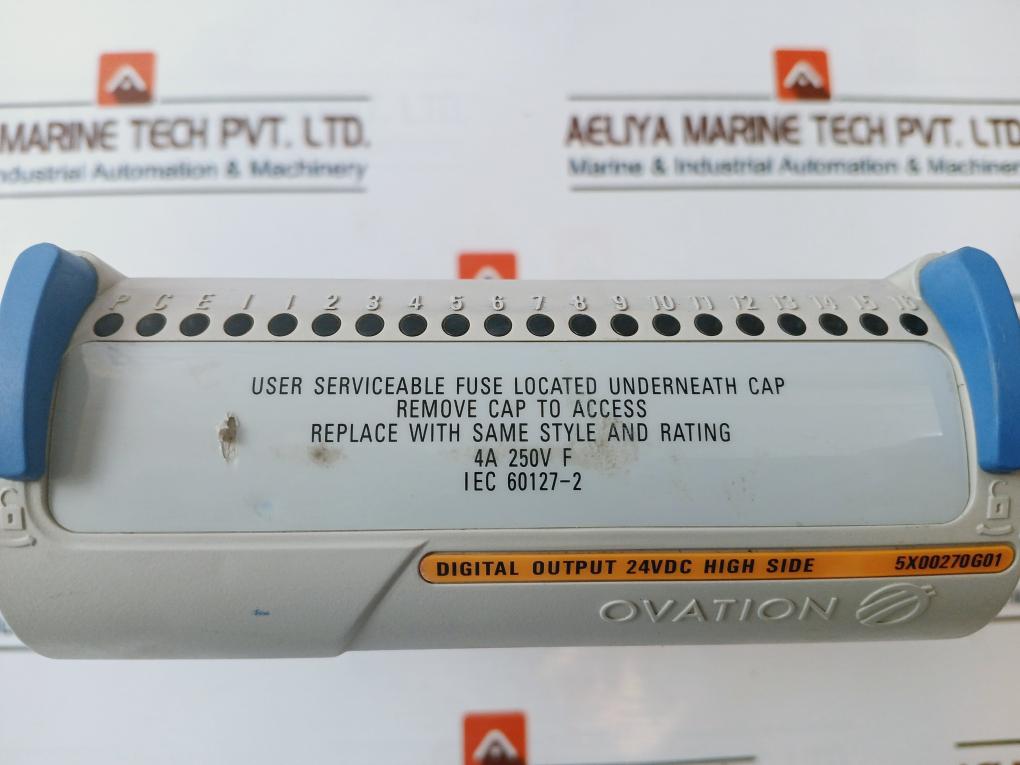 MARINE TECH PVT. LTD.
Industrial Automation & Machinery
AELIYA MARINE TECH PVT. LTD.
Marine & Industrial Automation & Machinery
P C E I 1 2 3 4 5 6 7 8 9 10 11 12 13 14 15 16
USER SERVICEABLE FUSE LOCATED UNDERNEATH CAP
REMOVE CAP TO ACCESS
REPLACE WITH SAME STYLE AND RATING
4A 250V F
IEC 60127-2
DIGITAL OUTPUT 24VDC HIGH SIDE 5X00270G01
OVATION